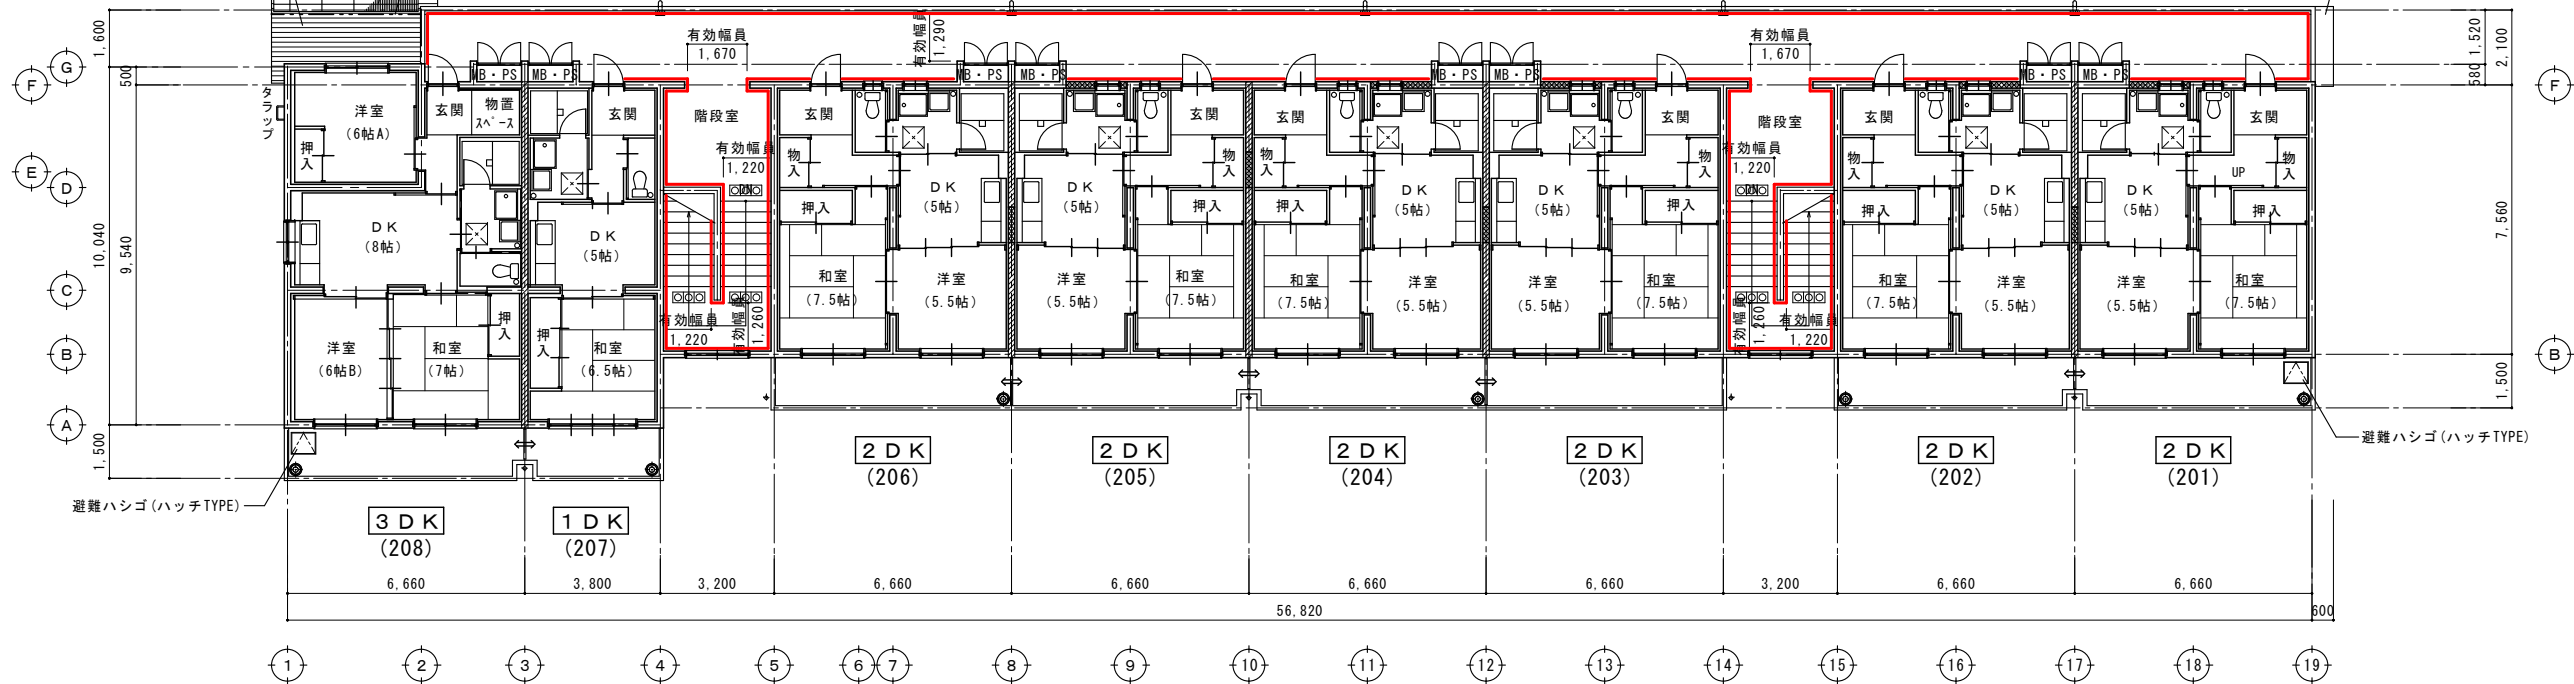 有効幅員
1,670
有効幅員
1,290
有効幅員
1,670
1,600
500
1,520
580
2,100
G
F
F
MB・PS
MB・PS
MB・PS
MB・PS
MB・PS
MB・PS
MB・PS
MB・PS
タラップ
洋室
(6帖A)
押入
玄関
物置
ｽﾍﾟｰｽ
玄関
階段室
玄関
玄関
玄関
玄関
階段室
玄関
玄関
E
D
有効幅員
1,220
DN
物入
物入
物入
物入
有効幅員
1,220
DN
物入
物入
UP
DK
(8帖)
DK
(5帖)
押入
DK
(5帖)
DK
(5帖)
押入
押入
DK
(5帖)
DK
(5帖)
押入
押入
DK
(5帖)
DK
(5帖)
押入
10,040
9,540
7,560
C
和室
(7.5帖)
洋室
(5.5帖)
洋室
(5.5帖)
和室
(7.5帖)
和室
(7.5帖)
洋室
(5.5帖)
洋室
(5.5帖)
和室
(7.5帖)
和室
(7.5帖)
洋室
(5.5帖)
洋室
(5.5帖)
和室
(7.5帖)
有効幅員
1,220
有効幅員
1,260
有効幅員
1,260
有効幅員
1,220
B
B
洋室
(6帖B)
和室
(7帖)
押入
押入
和室
(6.5帖)
A
1,500
1,500
避難ハシゴ(ハッチTYPE)
避難ハシゴ(ハッチTYPE)
2DK
(206)
2DK
(205)
2DK
(204)
2DK
(203)
2DK
(202)
2DK
(201)
3DK
(208)
1DK
(207)
6,660
3,800
3,200
6,660
6,660
6,660
6,660
3,200
6,660
6,660
56,820
600
1
2
3
4
5
6
7
8
9
10
11
12
13
14
15
16
17
18
19